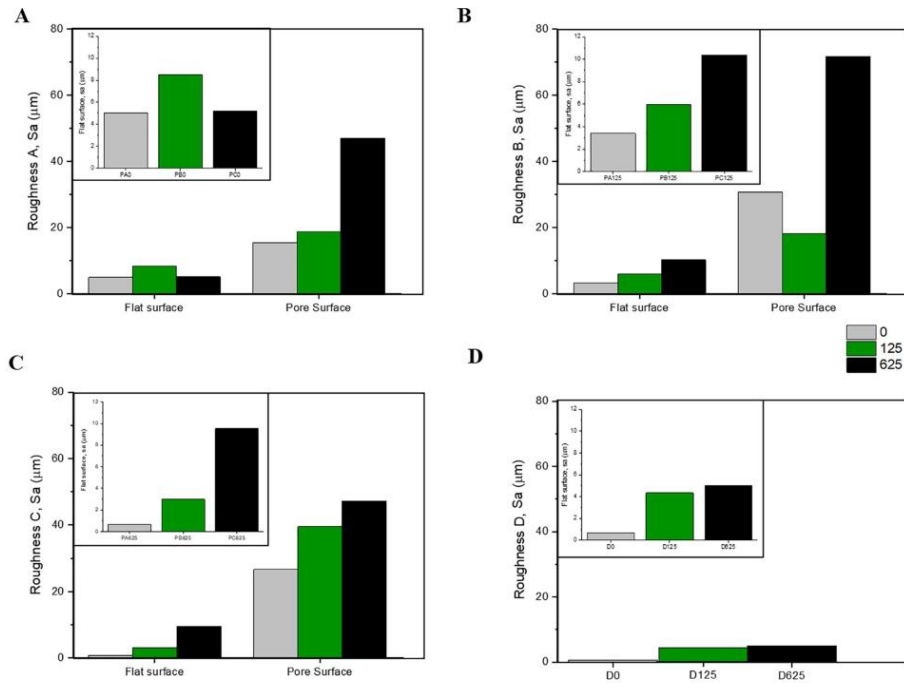 A
Roughness A, Sa (μm)
80
60
40
20
0
Flat surface
Pore Surface
Flat surface, sa (μm)
12
10
8
6
4
2
0
PA0
PB0
PC0
B
Roughness B, Sa (μm)
80
60
40
20
0
Flat surface
Pore Surface
Flat surface, sa (μm)
12
10
8
6
4
2
0
PA125
PB125
PC125
0
125
625
C
Roughness C, Sa (μm)
80
60
40
20
0
Flat surface
Pore Surface
Flat surface, sa (μm)
12
10
8
6
4
2
0
PA625
PB625
PC625
D
Roughness D, Sa (μm)
80
60
40
20
0
D0
D125
D625
Flat surface, sa (μm)
12
10
8
6
4
2
0
D0
D125
D625